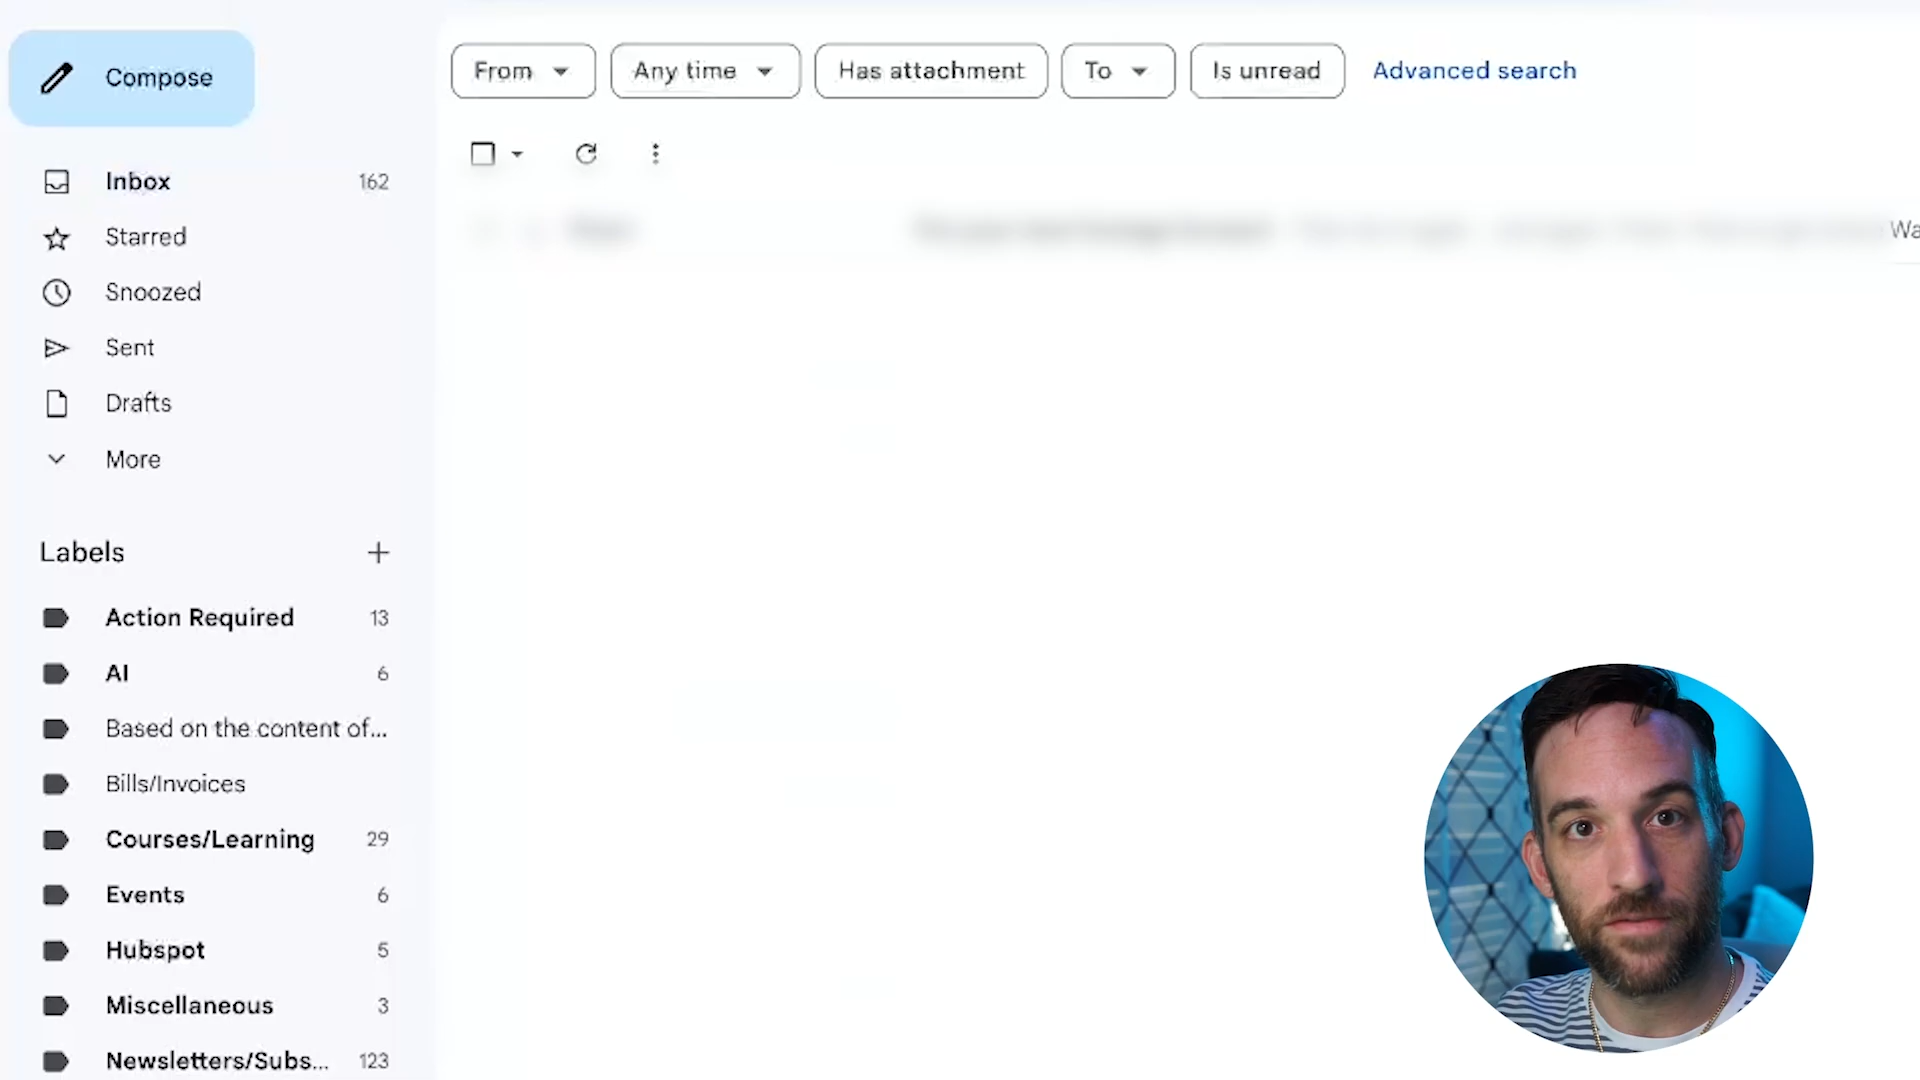 Compose
From
Any time
Has attachment
To
Is unread
Advanced search
Inbox 162
Starred
Snoozed
Sent
Drafts
More
Labels
Action Required 13
AI 6
Based on the content of...
Bills/Invoices
Courses/Learning 29
Events 6
Hubspot 5
Miscellaneous 3
Newsletters/Subs... 123